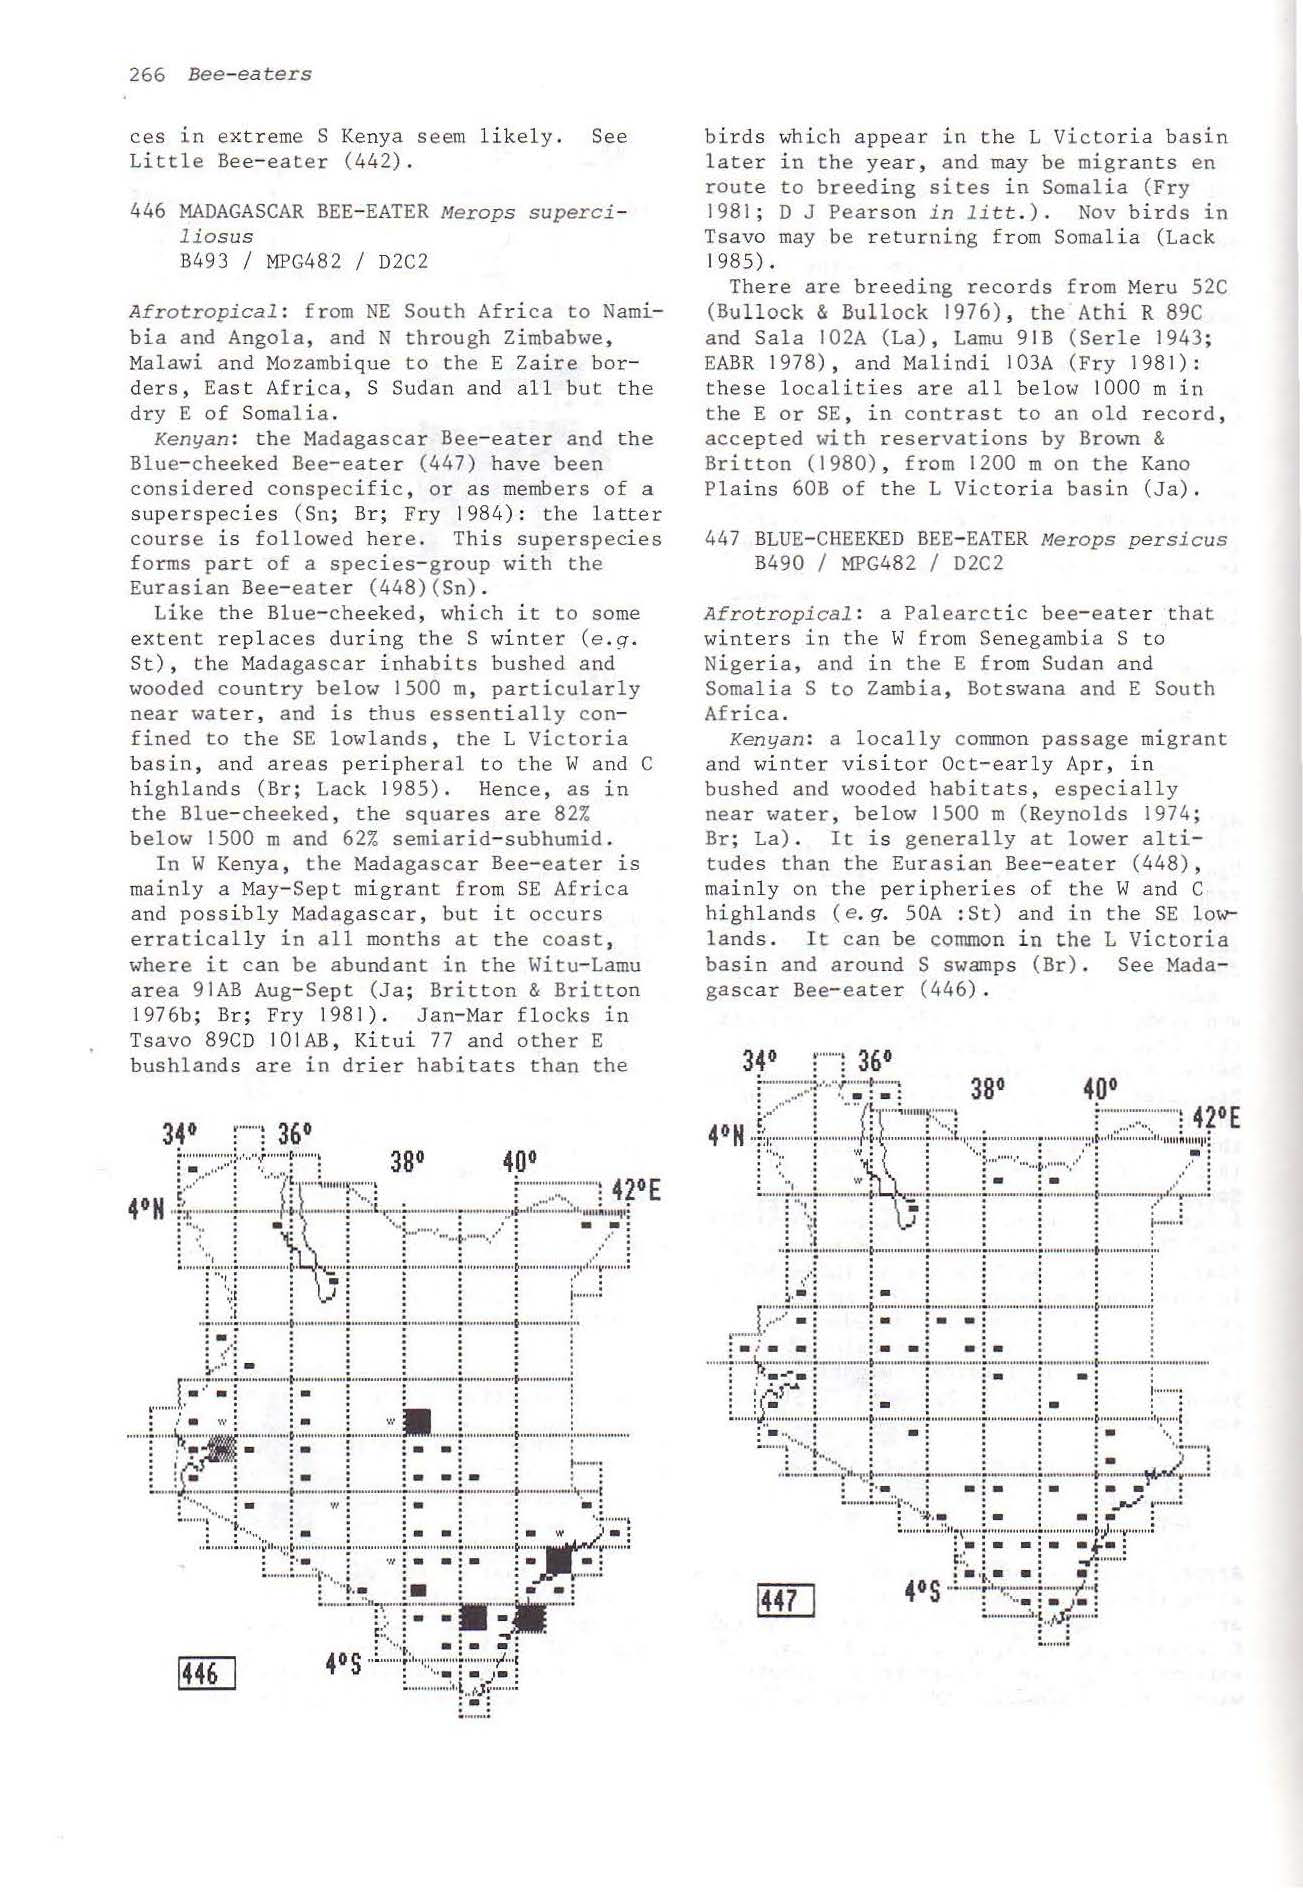 266 Bee-eaters
ces in extreme S Kenya seem likely. See
Little Bee-eater (442).
446 MADAGASCAR BEE-EATER Merops superci-
liosus
B493 / MPG482 / D2C2
Afrotropical: from NE South Africa to Nami-
bia and Angola, and N through Zimbabwe,
Malawi and Mozambique to the E Zaire bor-
ders, East Africa, S Sudan and all but the
dry E of Somalia.
Kenyan: the Madagascar Bee-eater and the
Blue-cheeked Bee-eater (447) have been
considered conspecific, or as members of a
superspecies (Sn; Br; Fry 1984): the latter
course is followed here. This superspecies
forms part of a species-group with the
Eurasian Bee-eater (448)(Sn).
Like the Blue-cheeked, which it to some
extent replaces during the S winter (e.g.
St), the Madagascar inhabits bushed and
wooded country below 1500 m, particularly
near water, and is thus essentially con-
fined to the SE lowlands, the L Victoria
basin, and areas peripheral to the W and C
highlands (Br; Lack 1985). Hence, as in
the Blue-cheeked, the squares are 82%
below 1500 m and 62% semiarid-subhumid.
In W Kenya, the Madagascar Bee-eater is
mainly a May-Sept migrant from SE Africa
and possibly Madagascar, but it occurs
erratically in all months at the coast,
where it can be abundant in the Witu-Lamu
area 91AB Aug-Sept (Ja; Britton & Britton
1976b; Br; Fry 1981). Jan-Mar flocks in
Tsavo 89CD 101AB, Kitui 77 and other E
bushlands are in drier habitats than the
34° 36°
38° 40°
4°N 42°E
w
w
w
w
w
4°S
446
birds which appear in the L Victoria basin
later in the year, and may be migrants en
route to breeding sites in Somalia (Fry
1981; D J Pearson in litt.). Nov birds in
Tsavo may be returning from Somalia (Lack
1985).
There are breeding records from Meru 52C
(Bullock & Bullock 1976), the Athi R 89C
and Sala 102A (La), Lamu 91B (Serle 1943;
EABR 1978), and Malindi 103A (Fry 1981):
these localities are all below 1000 m in
the E or SE, in contrast to an old record,
accepted with reservations by Brown &
Britton (1980), from 1200 m on the Kano
Plains 60B of the L Victoria basin (Ja).
447 BLUE-CHEEKED BEE-EATER Merops persicus
B490 / MPG482 / D2C2
Afrotropical: a Palearctic bee-eater that
winters in the W from Senegambia S to
Nigeria, and in the E from Sudan and
Somalia S to Zambia, Botswana and E South
Africa.
Kenyan: a locally common passage migrant
and winter visitor Oct-early Apr, in
bushed and wooded habitats, especially
near water, below 1500 m (Reynolds 1974;
Br; La). It is generally at lower alti-
tudes than the Eurasian Bee-eater (448),
mainly on the peripheries of the W and C
highlands (e.g. 50A :St) and in the SE low-
lands. It can be common in the L Victoria
basin and around S swamps (Br). See Mada-
gascar Bee-eater (446).
34° 36°
38° 40°
4°N 42°E
w
w
4°S
447